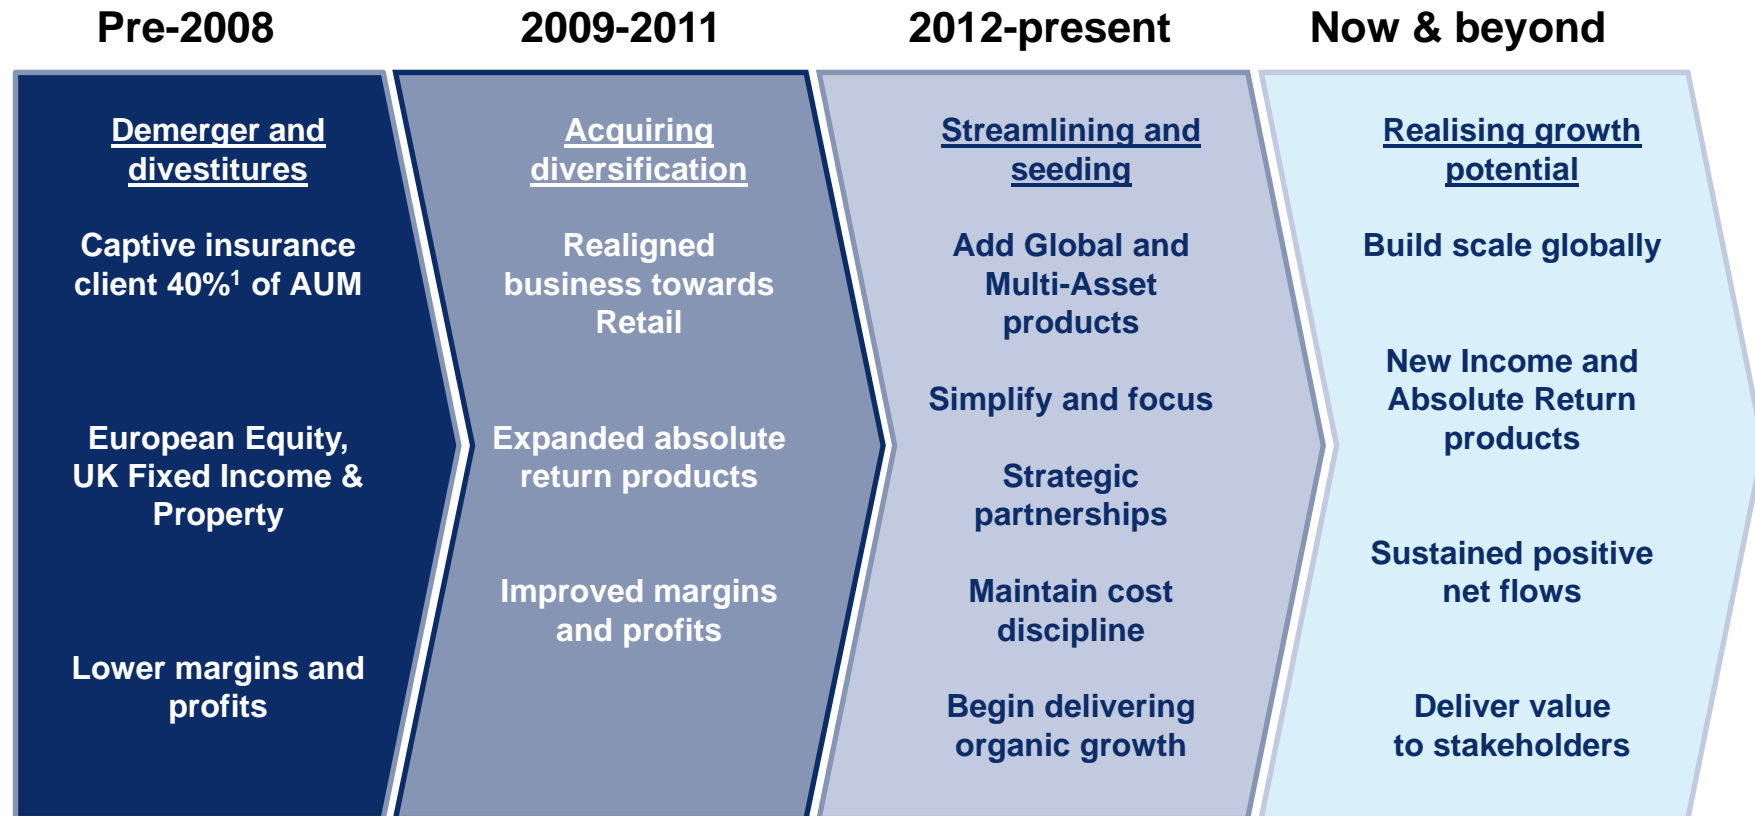 Pre-2008
2009-2011
2012-present
Now & beyond
Demerger and
divestitures
Captive insurance
client 40%¹ of AUM
European Equity,
UK Fixed Income &
Property
Lower margins and
profits
Acquiring
diversification
Realigned
business towards
Retail
Expanded absolute
return products
Improved margins
and profits
Streamlining and
seeding
Add Global and
Multi-Asset
products
Simplify and focus
Strategic
partnerships
Maintain cost
discipline
Begin delivering
organic growth
Realising growth
potential
Build scale globally
New Income and
Absolute Return
products
Sustained positive
net flows
Deliver value
to stakeholders